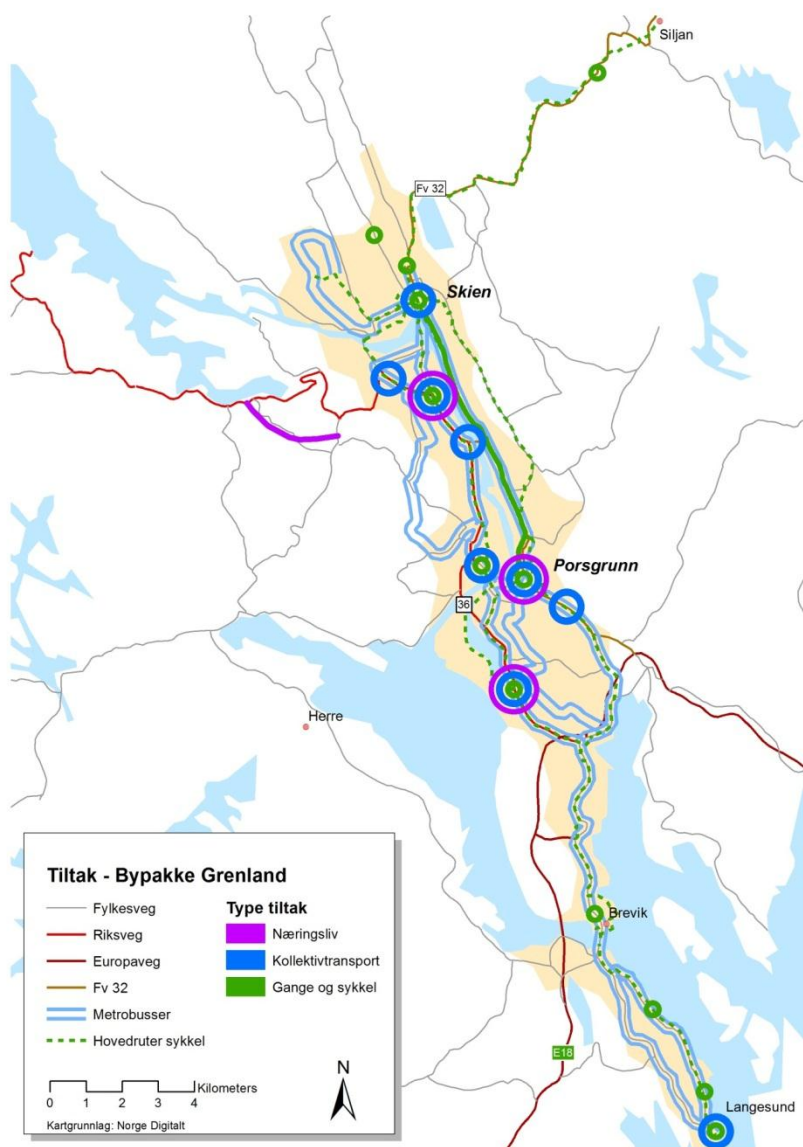 Siljan
Fv 32
Skien
Porsgrunn
36
Herre
Brevik
E18
Langesund
Tiltak - Bypakke Grenland
Fylkesveg
Riksveg
Europaveg
Fv 32
Metrobusser
Hovedruter sykkel
Type tiltak
Næringsliv
Kollektivtransport
Gange og sykkel
N
Kilometers
0 1 2 3 4
Kartgrunnlag: Norge Digitalt